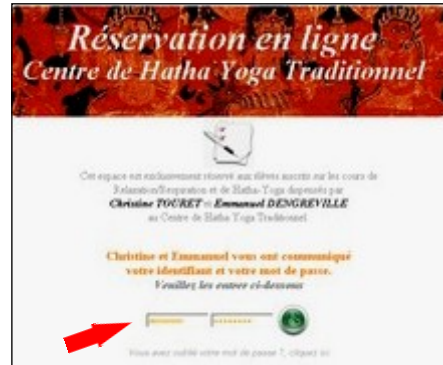 Réservation en ligne
Centre de Hatha Yoga Traditionnel
Cet espace est exclusivement réservé aux élèves inscrits sur les cours de
Relaxation/Respiration et de Hatha-Yoga dispensés par
Christine TOURET et Emmanuel DENGREVILLE
au Centre de Hatha Yoga Traditionnel
Christine et Emmanuel vous ont communiqué
votre identifiant et votre mot de passe.
Veuillez les entrer ci-dessous
Vous avez oublié votre mot de passe ?, cliquez ici